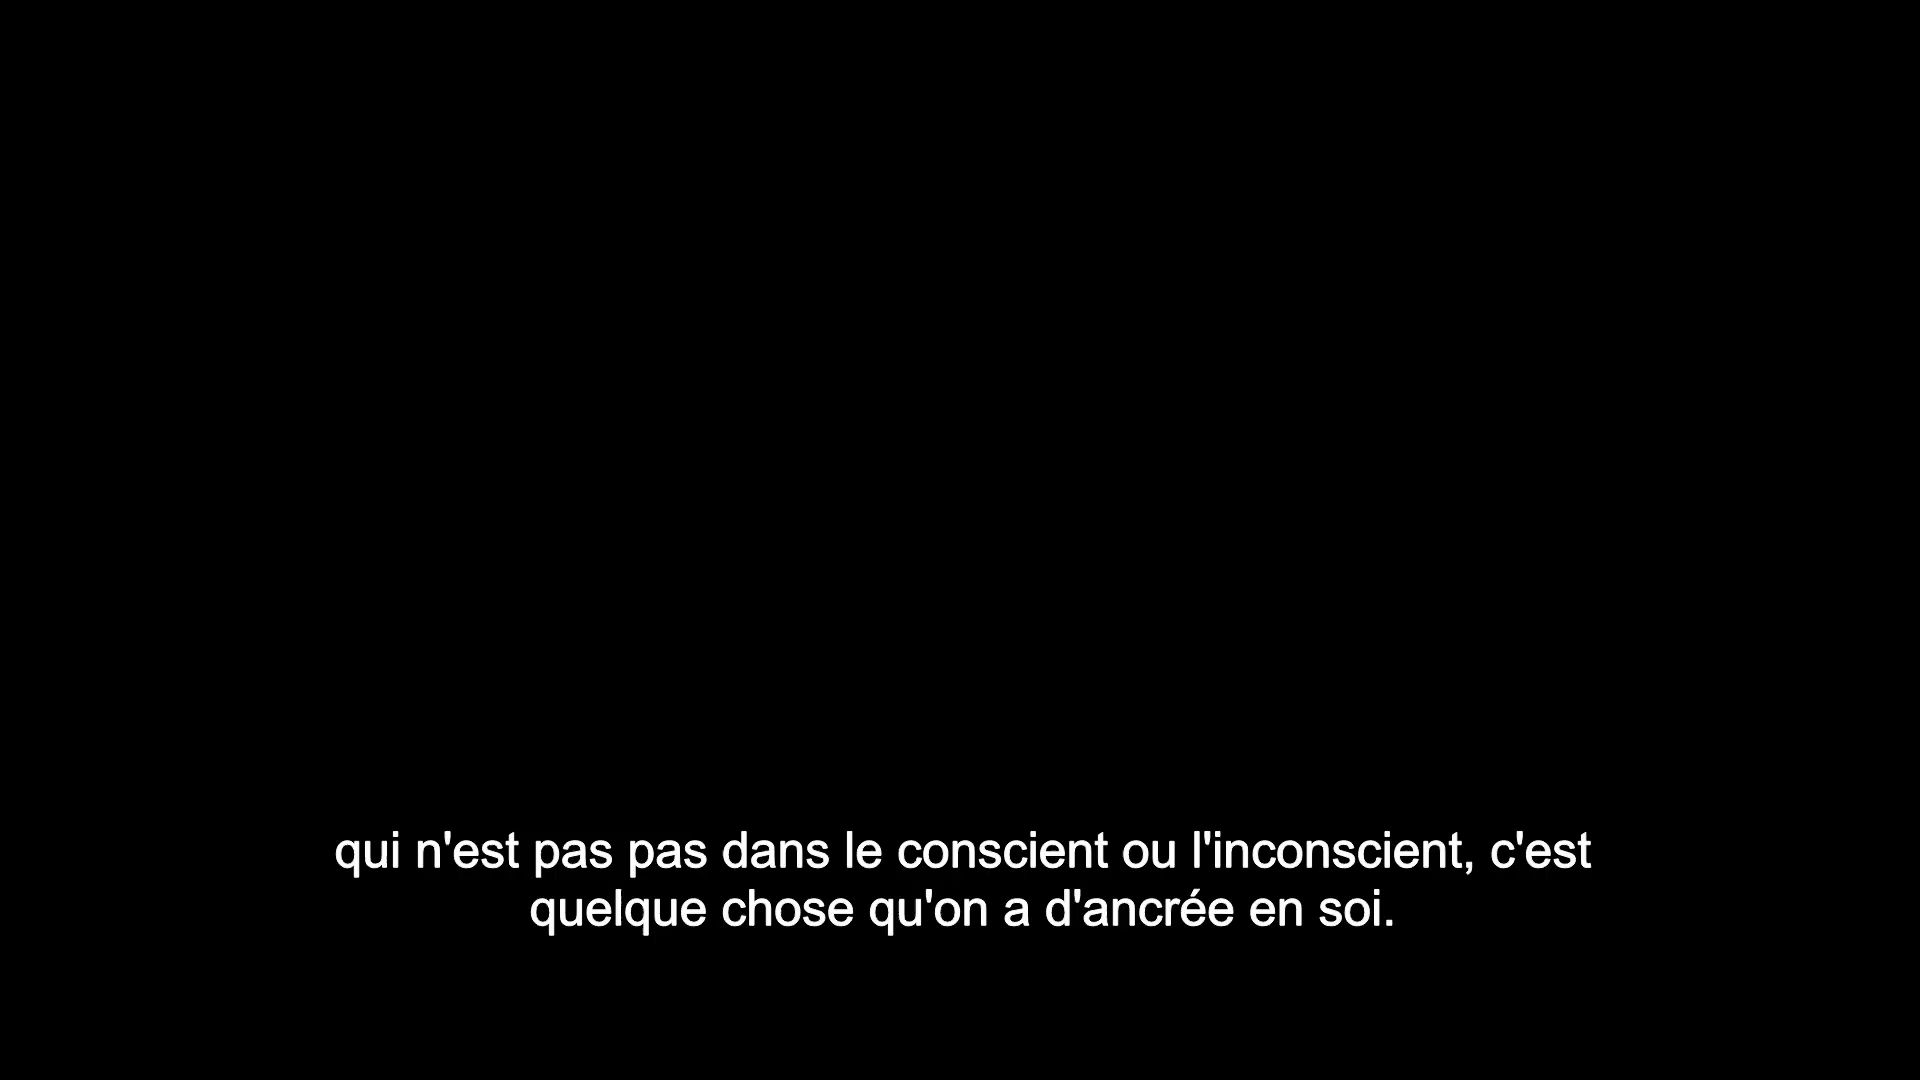 qui n'est pas pas dans le conscient ou l'inconscient, c'est
quelque chose qu'on a d'ancrée en soi.